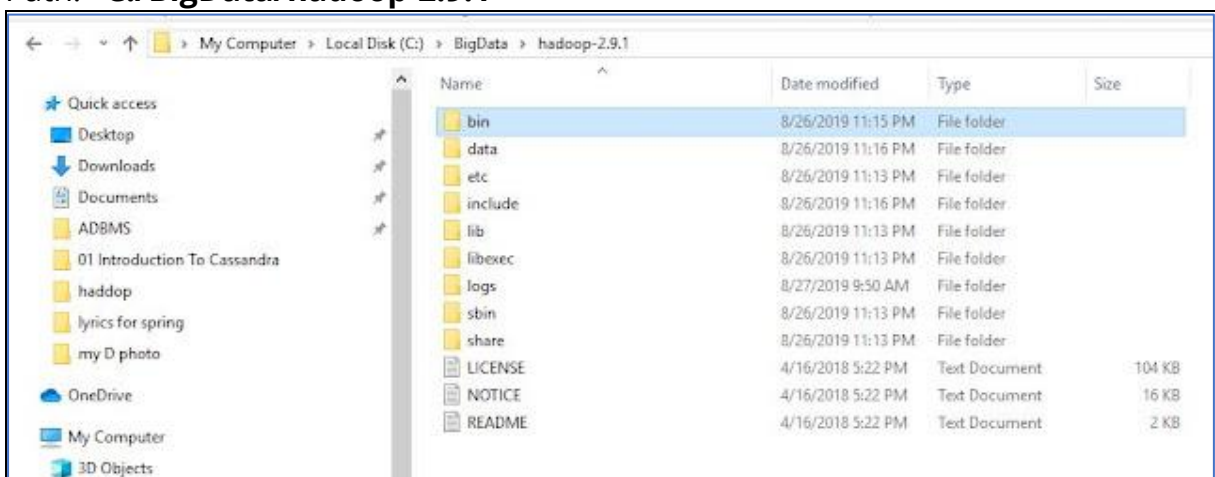 My Computer > Local Disk (C:) > BigData > hadoop-2.9.1
Name Date modified Type Size
Quick access
Desktop
Downloads
Documents
ADBMS
01 Introduction To Cassandra
haddop
lyrics for spring
my D photo
OneDrive
My Computer
3D Objects
bin 8/26/2019 11:15 PM File folder
data 8/26/2019 11:16 PM File folder
etc 8/26/2019 11:13 PM File folder
include 8/26/2019 11:16 PM File folder
lib 8/26/2019 11:13 PM File folder
libexec 8/26/2019 11:13 PM File folder
logs 8/27/2019 9:50 AM File folder
sbin 8/26/2019 11:13 PM File folder
share 8/26/2019 11:13 PM File folder
LICENSE 4/16/2018 5:22 PM Text Document 104 KB
NOTICE 4/16/2018 5:22 PM Text Document 16 KB
README 4/16/2018 5:22 PM Text Document 2 KB